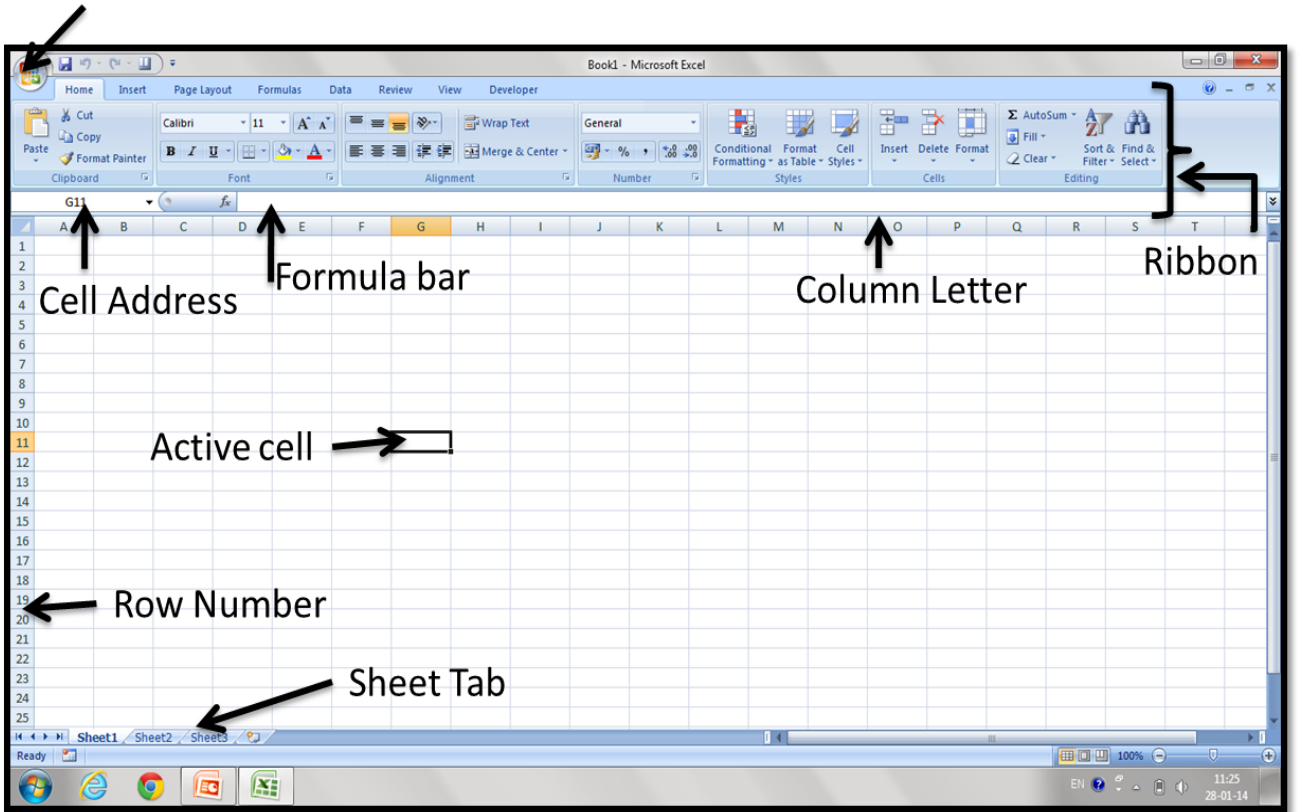 Book1 - Microsoft Excel
Home Insert Page Layout Formulas Data Review View Developer
Cut
Copy
Format Painter
Paste
Clipboard
Calibri 11 A A
B I U A
Font
Wrap Text
Merge & Center
Alignment
General
% , .0 .00 .00 .0
Number
Conditional Formatting
Format as Table
Cell Styles
Styles
Insert Delete Format
Cells
Σ AutoSum
Fill
Clear
Sort & Filter
Find & Select
Editing
G11 fx
A B C D E F G H I J K L M N O P Q R S T
1
2
3
4
5
6
7
8
9
10
11
12
13
14
15
16
17
18
19
20
21
22
23
24
25
Cell Address
Formula bar
Column Letter
Ribbon
Active cell
Row Number
Sheet Tab
Sheet1 Sheet2 Sheet3
Ready 100%
EN 11:25
28-01-14